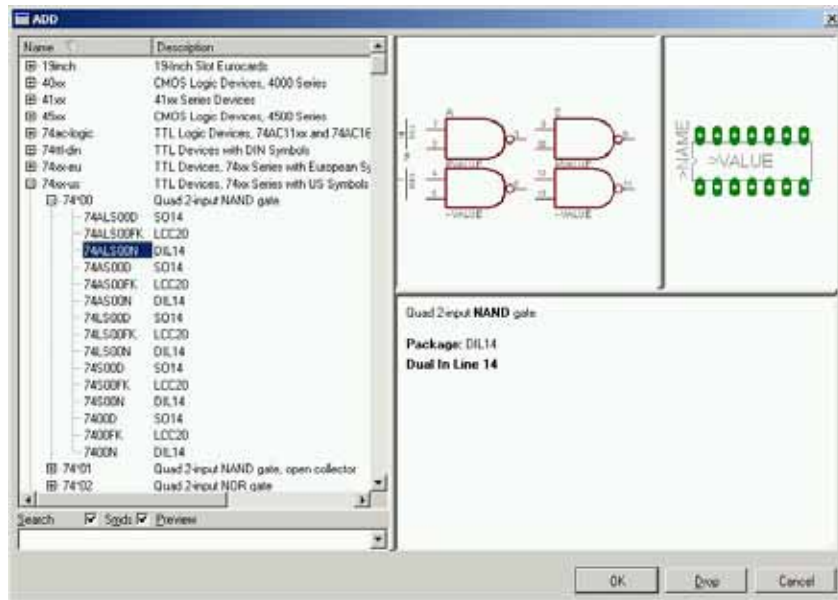 ADD
Name Description
19inch 19-Inch Slot Eurocards
40xx CMOS Logic Devices, 4000 Series
41xx 41xx Series Devices
45xx CMOS Logic Devices, 4500 Series
74ac-logic TTL Logic Devices, 74AC11xx and 74AC16
74ttl-din TTL Devices with DIN Symbols
74xx-eu TTL Devices, 74xx Series with European Sy
74xx-us TTL Devices, 74xx Series with US Symbols
74*00 Quad 2-input NAND gate
74ALS00D SO14
74ALS00FK LCC20
74ALS00N DIL14
74AS00D SO14
74AS00FK LCC20
74AS00N DIL14
74LS00D SO14
74LS00FK LCC20
74LS00N DIL14
74S00D SO14
74S00FK LCC20
74S00N DIL14
7400D SO14
7400FK LCC20
7400N DIL14
74*01 Quad 2-input NAND gate, open collector
74*02 Quad 2-input NOR gate
Search Smds Preview
>VALUE
>VALUE
>NAME
>VALUE
Quad 2-input NAND gate
Package: DIL14
Dual In Line 14
OK Drop Cancel